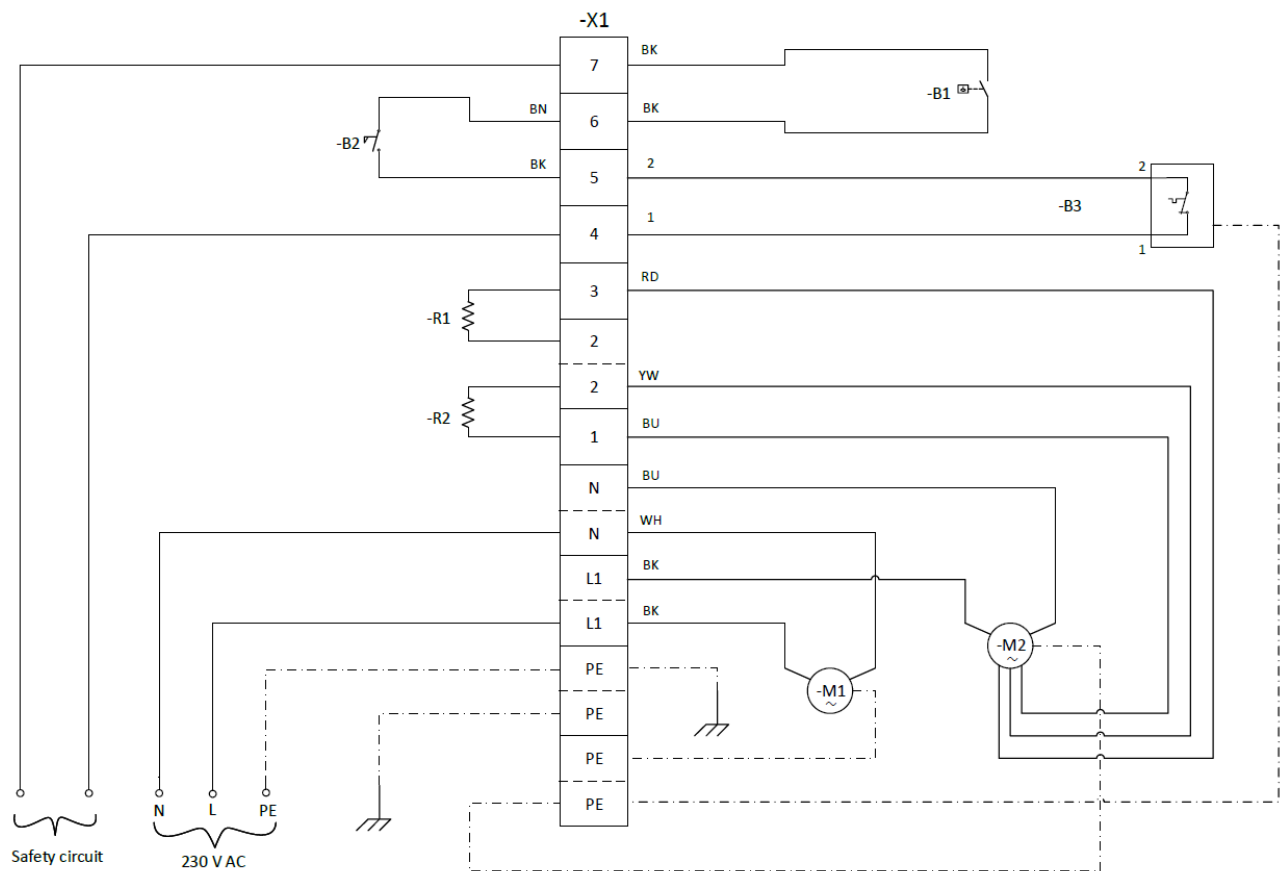 -X1
7
BK
-B1
BN
6
BK
-B2
BK
5
2
2
-B3
4
1
1
3
RD
-R1
2
2
YW
-R2
1
BU
N
BU
N
WH
L1
BK
L1
BK
-M2
~
PE
-M1
~
PE
PE
PE
N
L
PE
Safety circuit
230 V AC